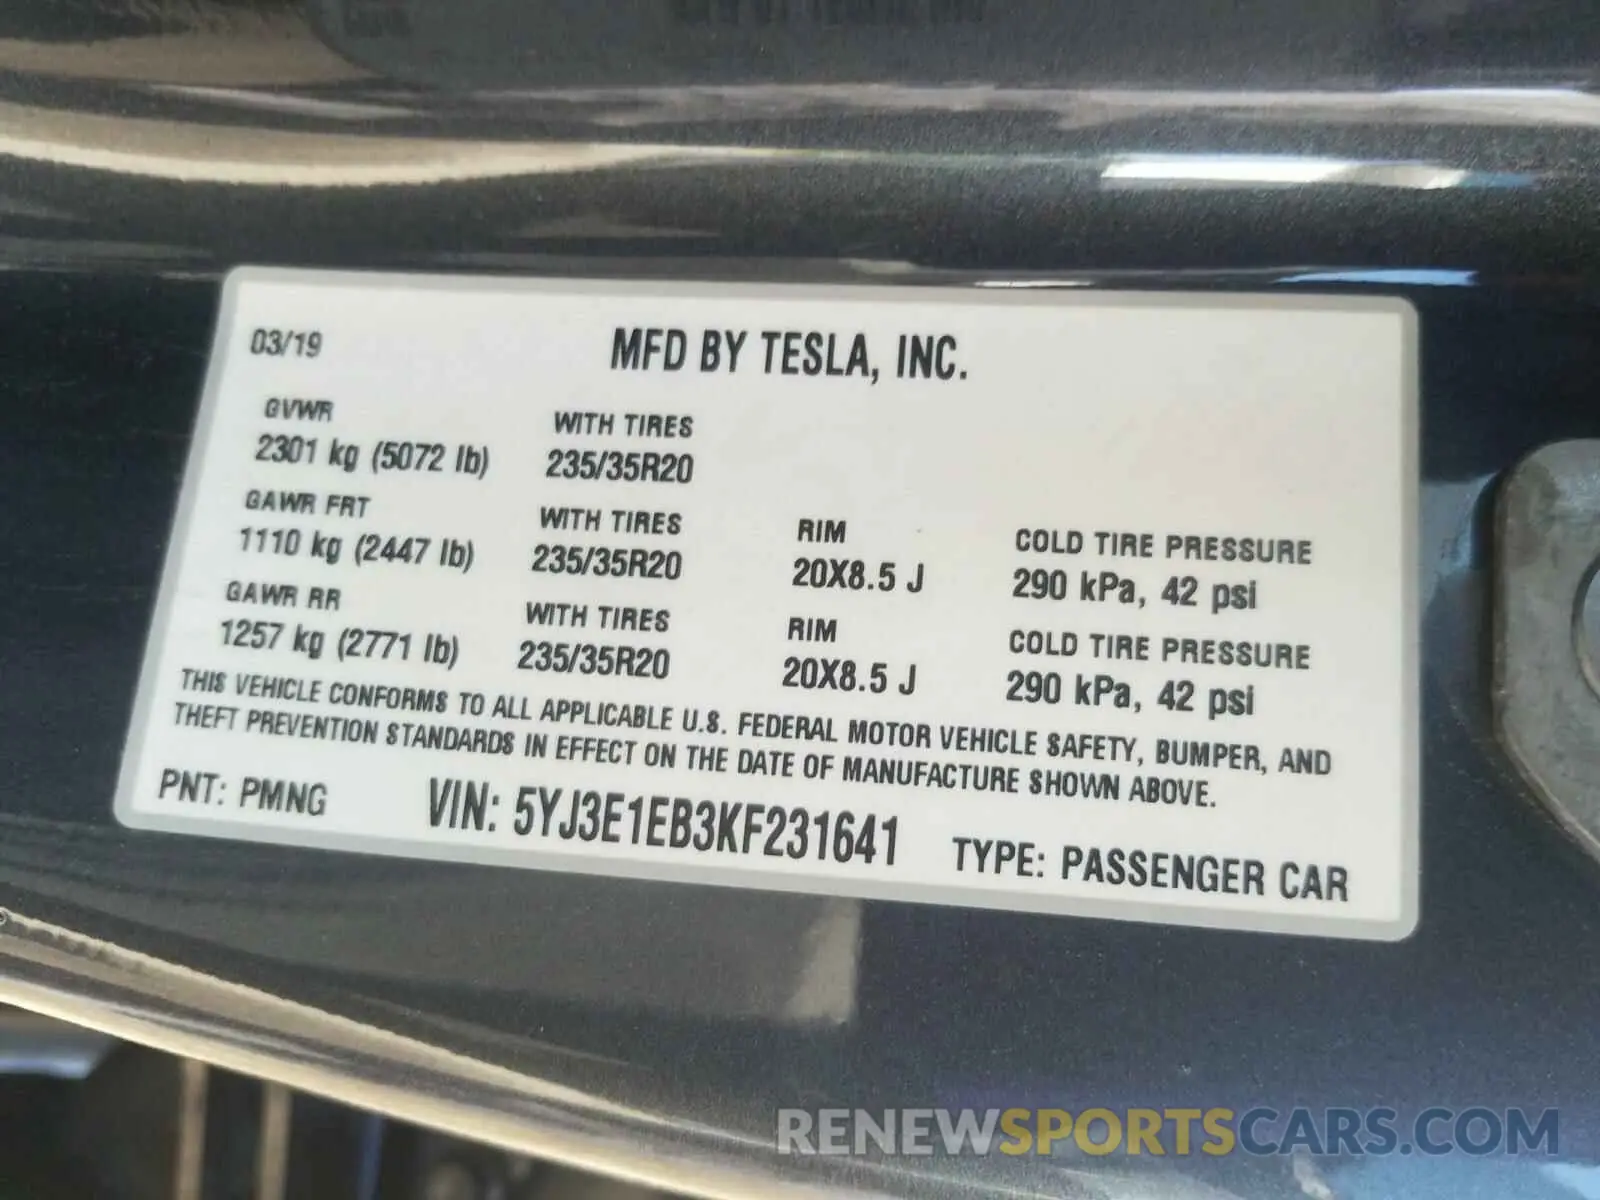 03/19 MFD BY TESLA, INC.
GVWR WITH TIRES
2301 kg (5072 lb) 235/35R20
GAWR FRT WITH TIRES RIM COLD TIRE PRESSURE
1110 kg (2447 lb) 235/35R20 20X8.5 J 290 kPa, 42 psi
GAWR RR WITH TIRES RIM COLD TIRE PRESSURE
1257 kg (2771 lb) 235/35R20 20X8.5 J 290 kPa, 42 psi
THIS VEHICLE CONFORMS TO ALL APPLICABLE U.S. FEDERAL MOTOR VEHICLE SAFETY, BUMPER, AND
THEFT PREVENTION STANDARDS IN EFFECT ON THE DATE OF MANUFACTURE SHOWN ABOVE.
PNT: PMNG VIN: 5YJ3E1EB3KF231641 TYPE: PASSENGER CAR
RENEWSPORTSCARS.COM